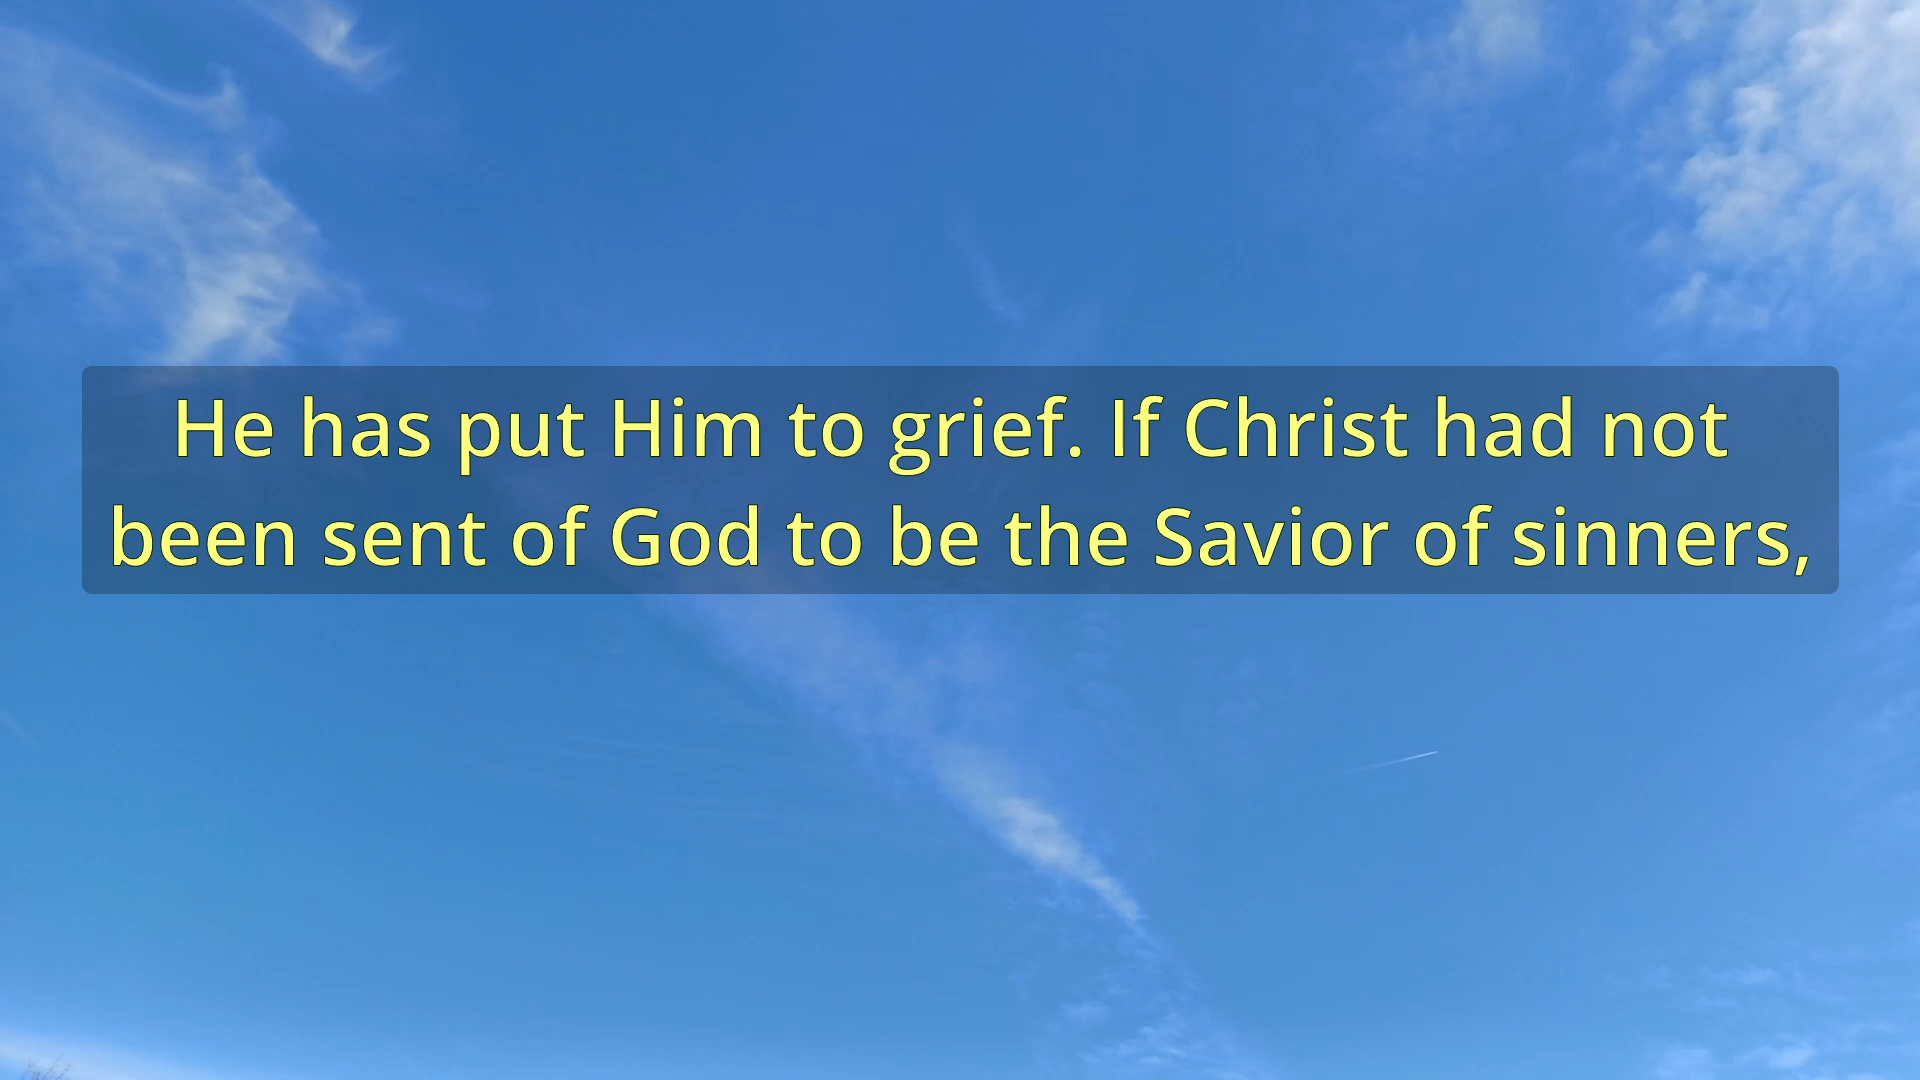 He has put Him to grief. If Christ had not
been sent of God to be the Savior of sinners,